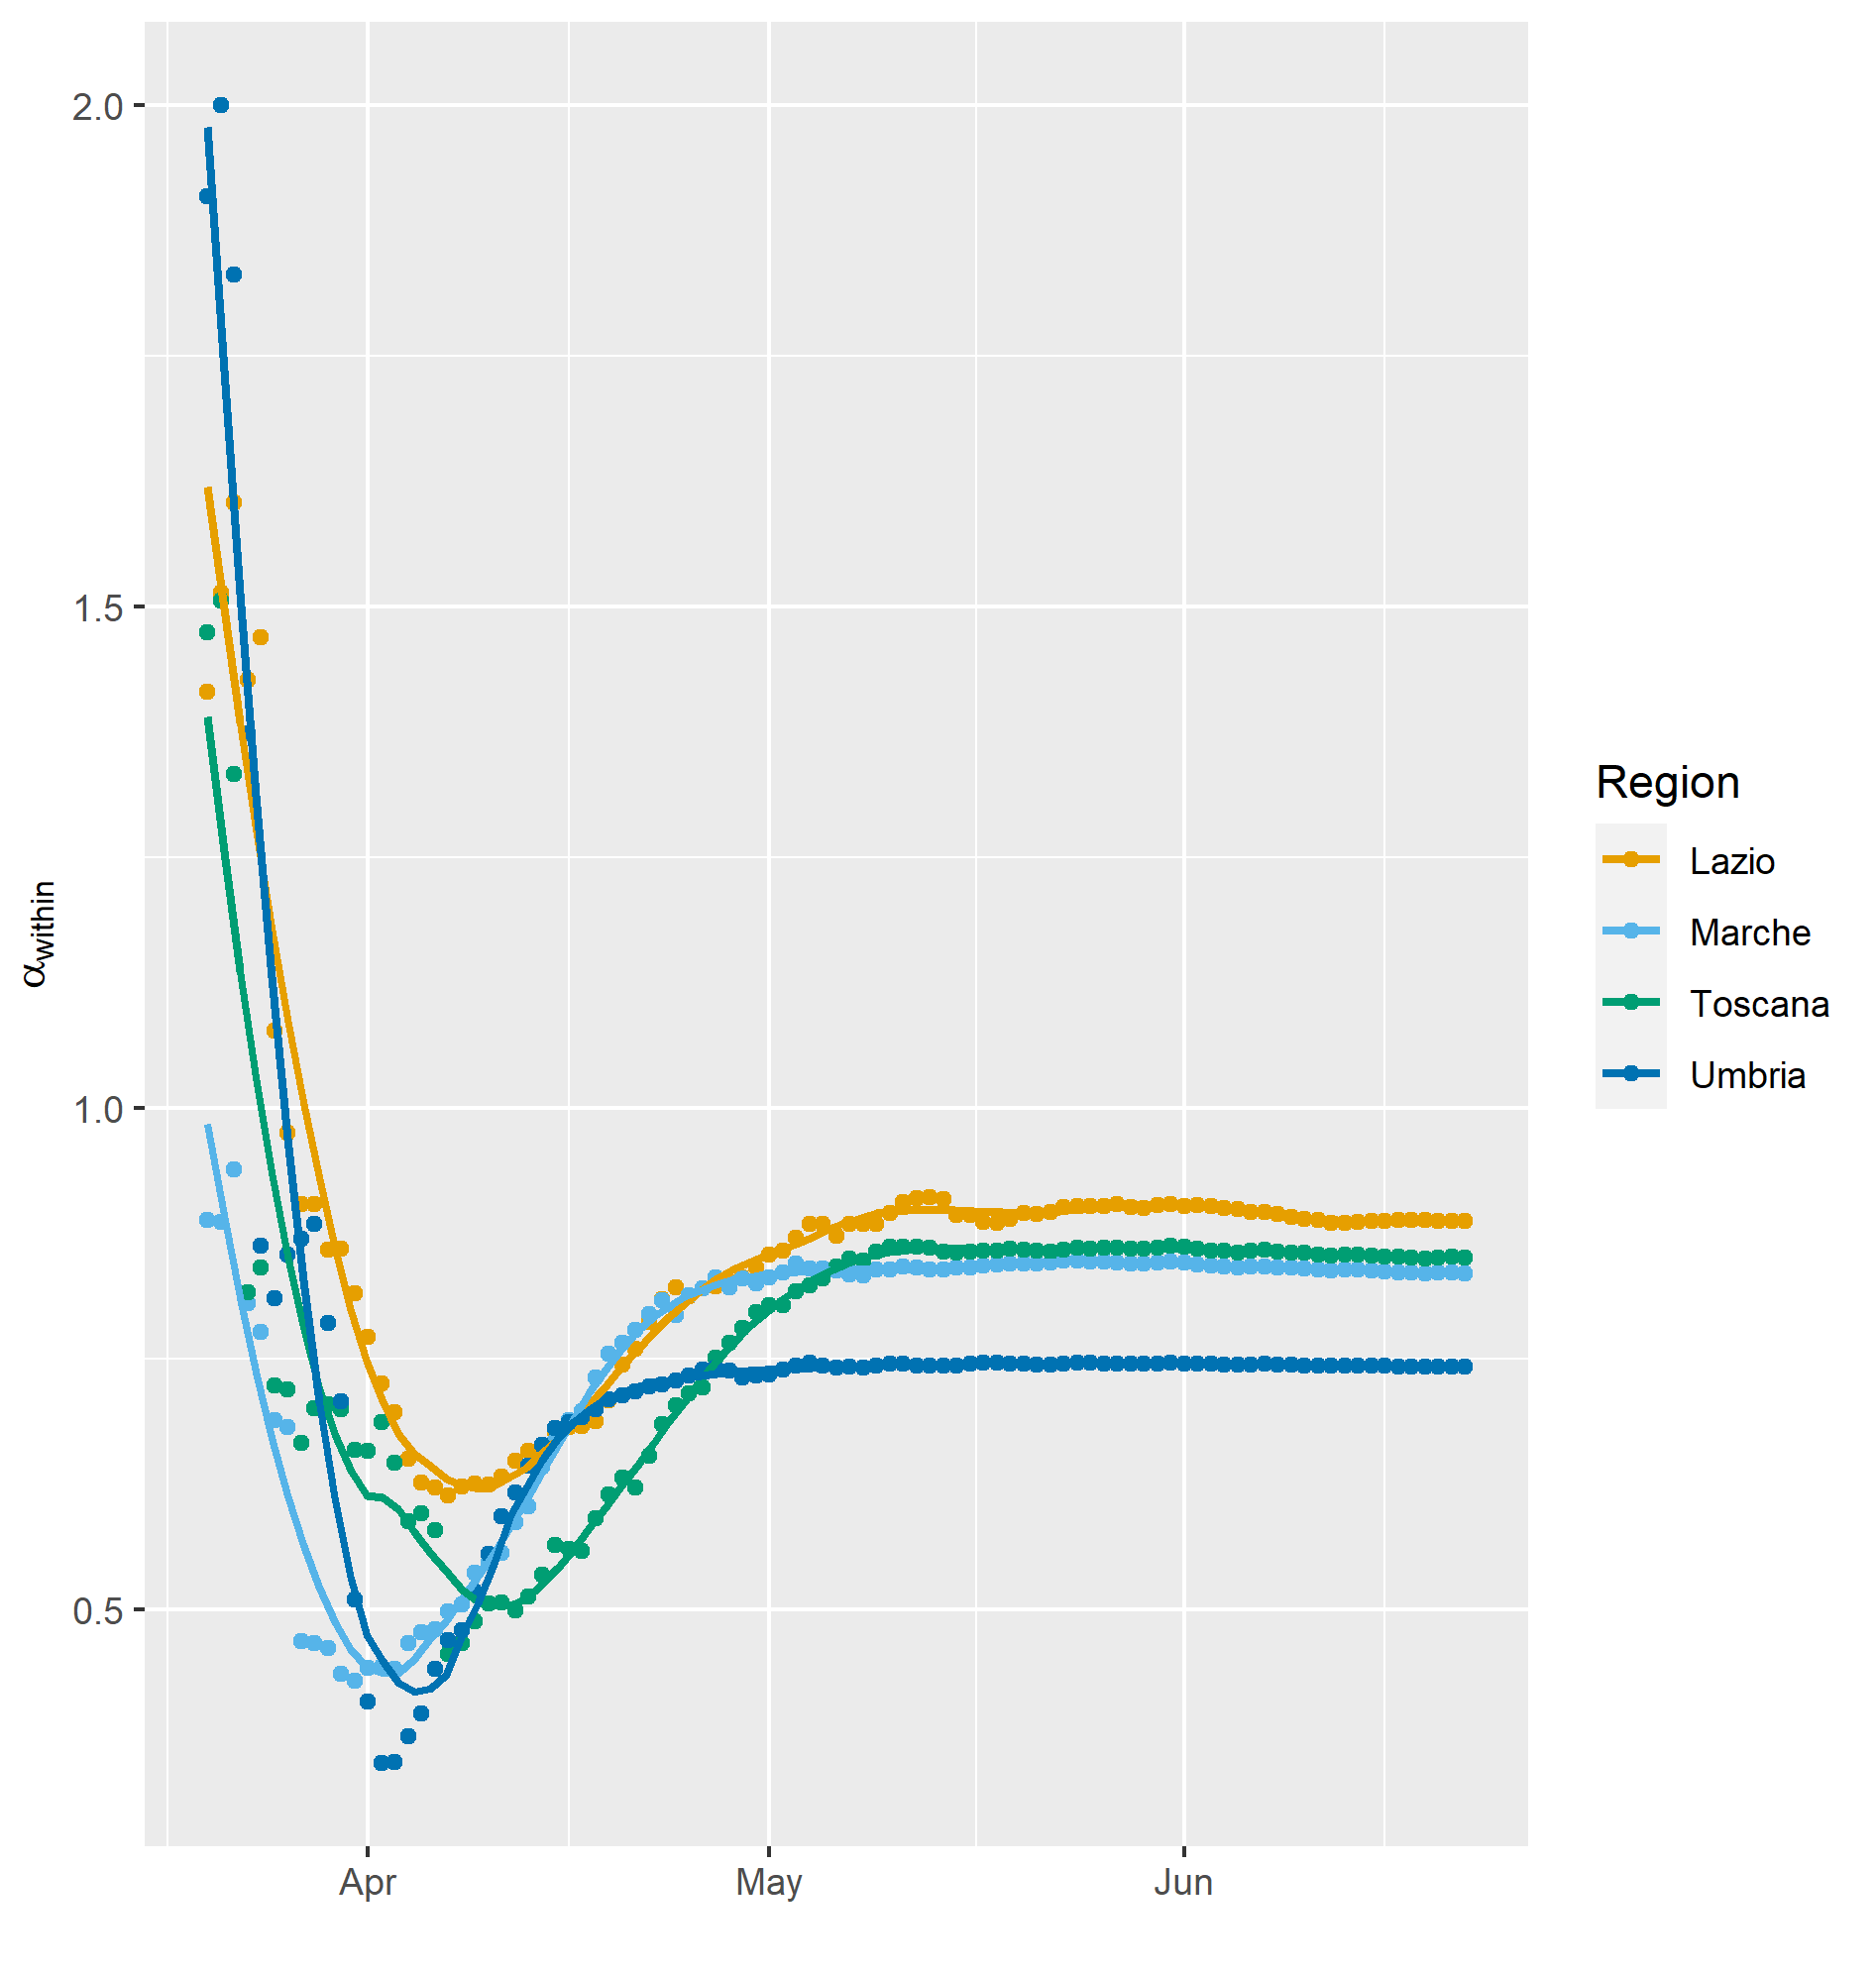 2.0
1.5
1.0
0.5
αwithin
Apr May Jun
Region
Lazio
Marche
Toscana
Umbria